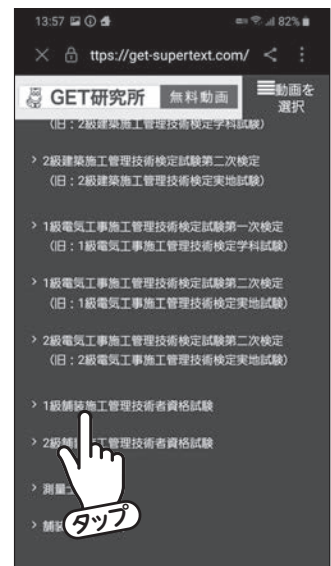 13:57
82%
ttps://get-supertext.com/
GET研究所 無料動画
動画を
選択
(旧:2級建築施工管理技術検定学科試験)
> 2級建築施工管理技術検定試験第二次検定
(旧:2級建築施工管理技術検定実地試験)
> 1級電気工事施工管理技術検定試験第一次検定
(旧:1級電気工事施工管理技術検定学科試験)
> 1級電気工事施工管理技術検定試験第二次検定
(旧:1級電気工事施工管理技術検定実地試験)
> 2級電気工事施工管理技術検定試験第二次検定
(旧:2級電気工事施工管理技術検定実地試験)
> 1級舗装施工管理技術者資格試験
> 2級舗 工管理技術者資格試験
> 測量
> 舗装
タップ